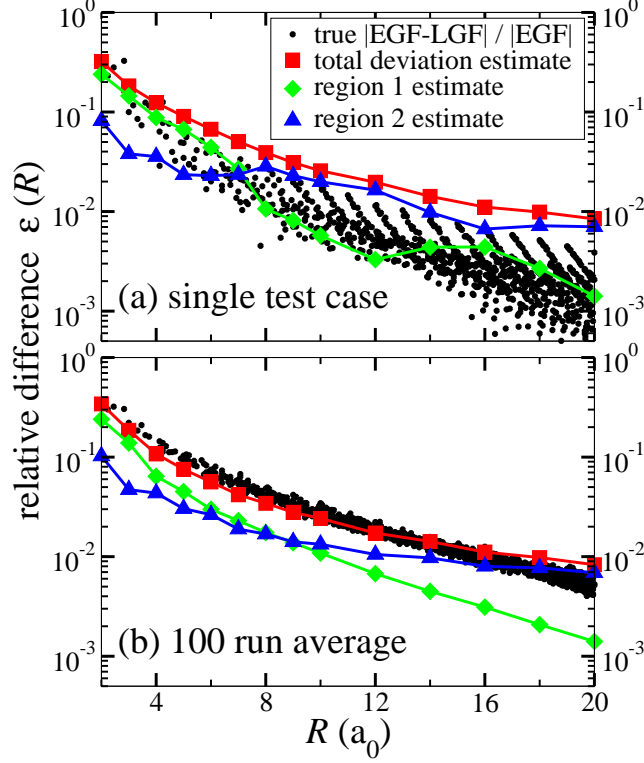 10^0
10^-1
10^-2
10^-3
true |EGF-LGF| / |EGF|
total deviation estimate
region 1 estimate
region 2 estimate
10^0
10^-1
10^-2
10^-3
(a) single test case
relative difference ε (R)
10^0
10^-1
10^-2
10^-3
10^0
10^-1
10^-2
10^-3
(b) 100 run average
4 8 12 16 20
R (a_0)